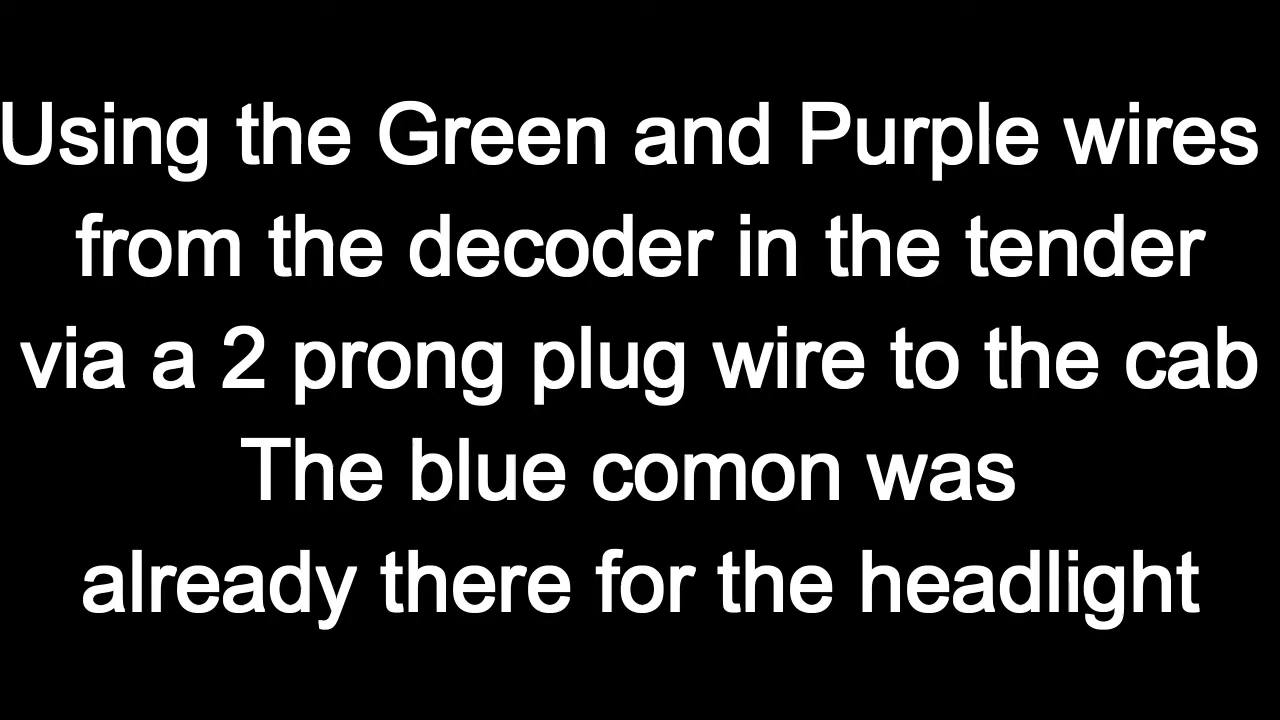 Using the Green and Purple wires
from the decoder in the tender
via a 2 prong plug wire to the cab
The blue comon was
already there for the headlight